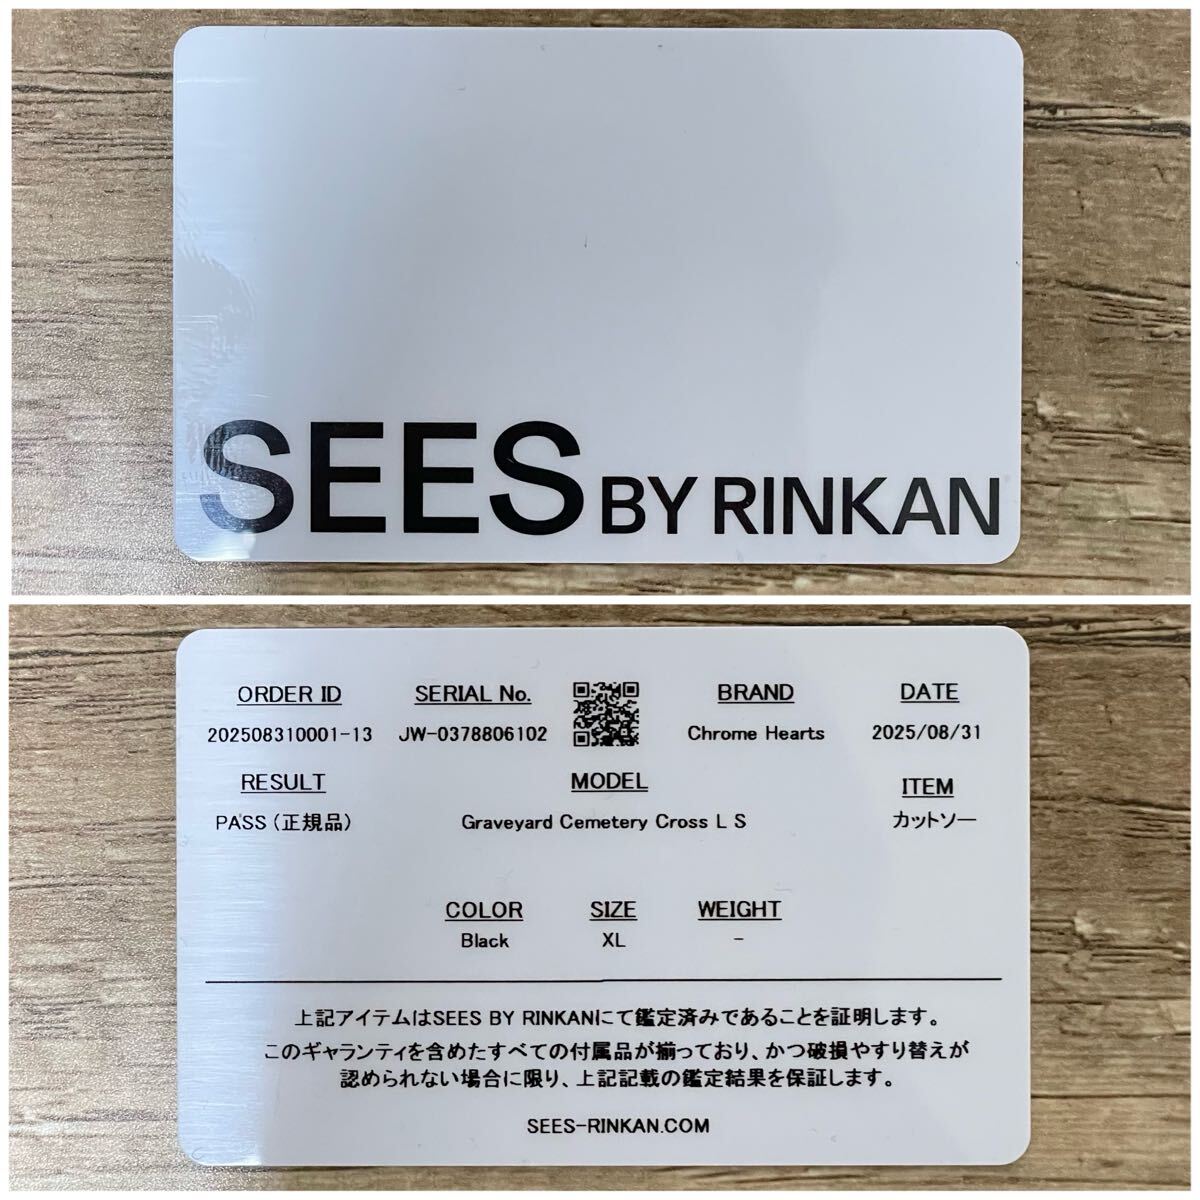 SEES BY RINKAN
ORDER ID
202508310001-13
SERIAL No.
JW-0378806102
BRAND
Chrome Hearts
DATE
2025/08/31
RESULT
PASS（正規品）
MODEL
Graveyard Cemetery Cross L S
ITEM
カットソー
COLOR
Black
SIZE
XL
WEIGHT
-
上記アイテムはSEES BY RINKANにて鑑定済みであることを証明します。
このギャランティを含めたすべての付属品が揃っており、かつ破損やすり替えが
認められない場合に限り、上記記載の鑑定結果を保証します。
SEES-RINKAN.COM